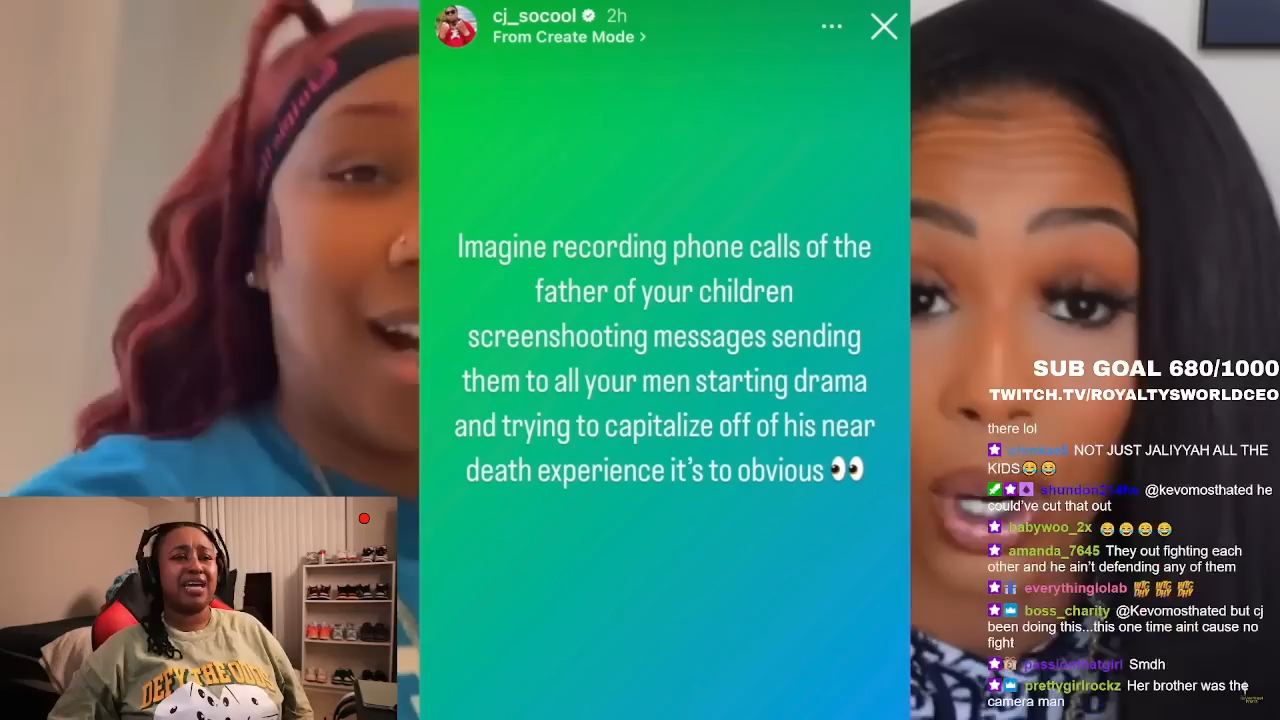 cj_socool 2h
From Create Mode >
Imagine recording phone calls of the
father of your children
screenshooting messages sending
them to all your men starting drama
and trying to capitalize off of his near
death experience it's to obvious 👀
SUB GOAL 680/1000
TWITCH.TV/ROYALTYSWORLDCEO
there lol
NOT JUST JALIYYAH ALL THE
KIDS😂😂
@kevomosthated he
could've cut that out
babywoo_2x 😂😂😂😂
amanda_7645 They out fighting each
other and he ain't defending any of them
everythinglolab
boss_charity @Kevomosthated but cj
been doing this...this one time aint cause no
fight
passionthatgirl Smdh
prettygirlrockz Her brother was the
camera man
DEFY THE ODDS